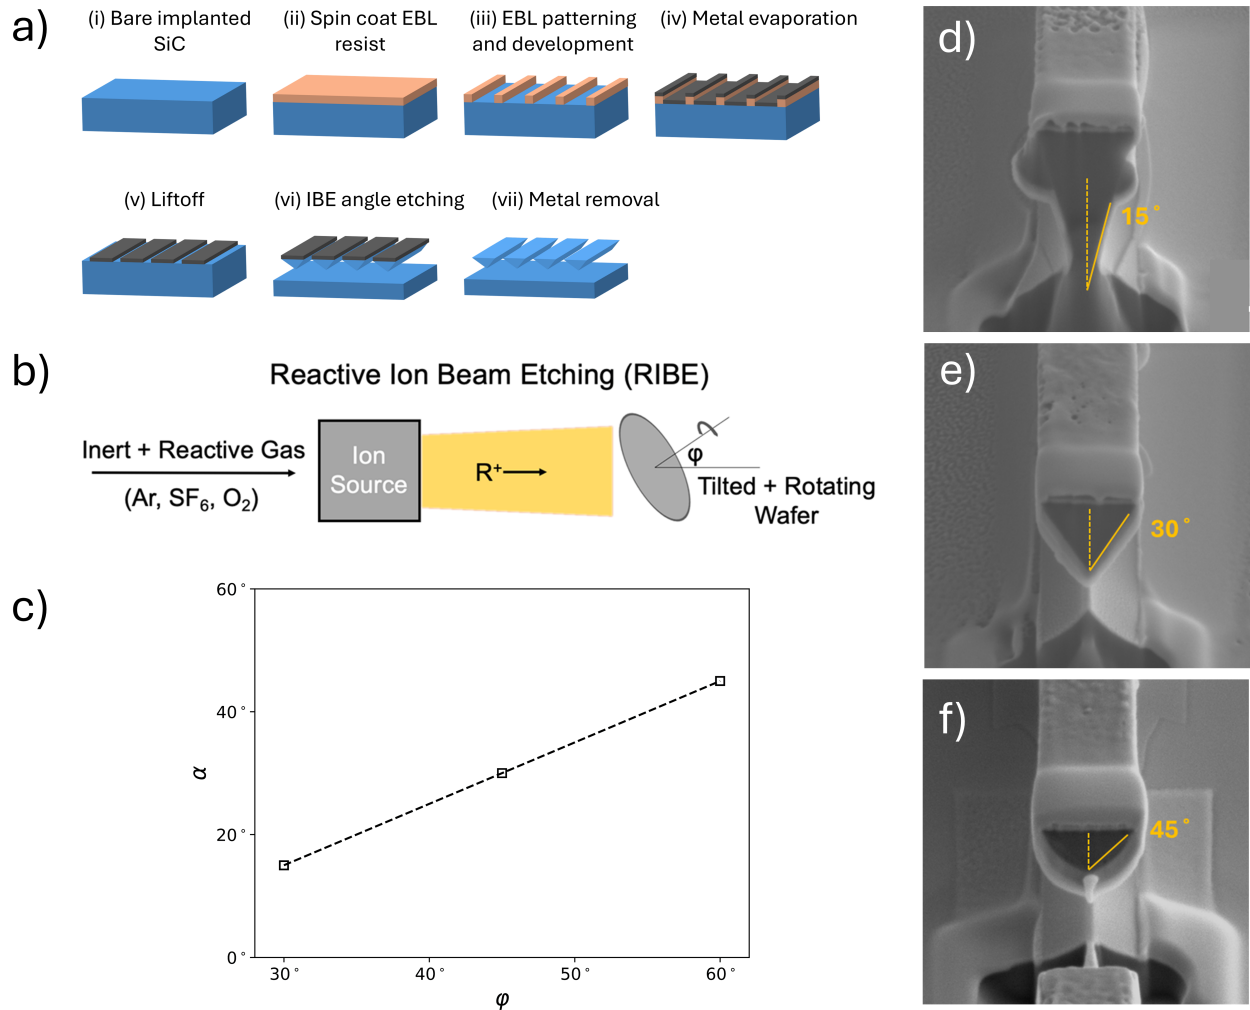 a)
(i) Bare implanted
SiC
(ii) Spin coat EBL
resist
(iii) EBL patterning
and development
(iv) Metal evaporation
(v) Liftoff
(vi) IBE angle etching
(vii) Metal removal
b)
Reactive Ion Beam Etching (RIBE)
Inert + Reactive Gas
(Ar, SF₆, O₂)
Ion
Source
R⁺
φ
Tilted + Rotating
Wafer
c)
60°
40°
20°
0°
α
30°
40°
50°
60°
φ
d)
15°
e)
30°
f)
45°